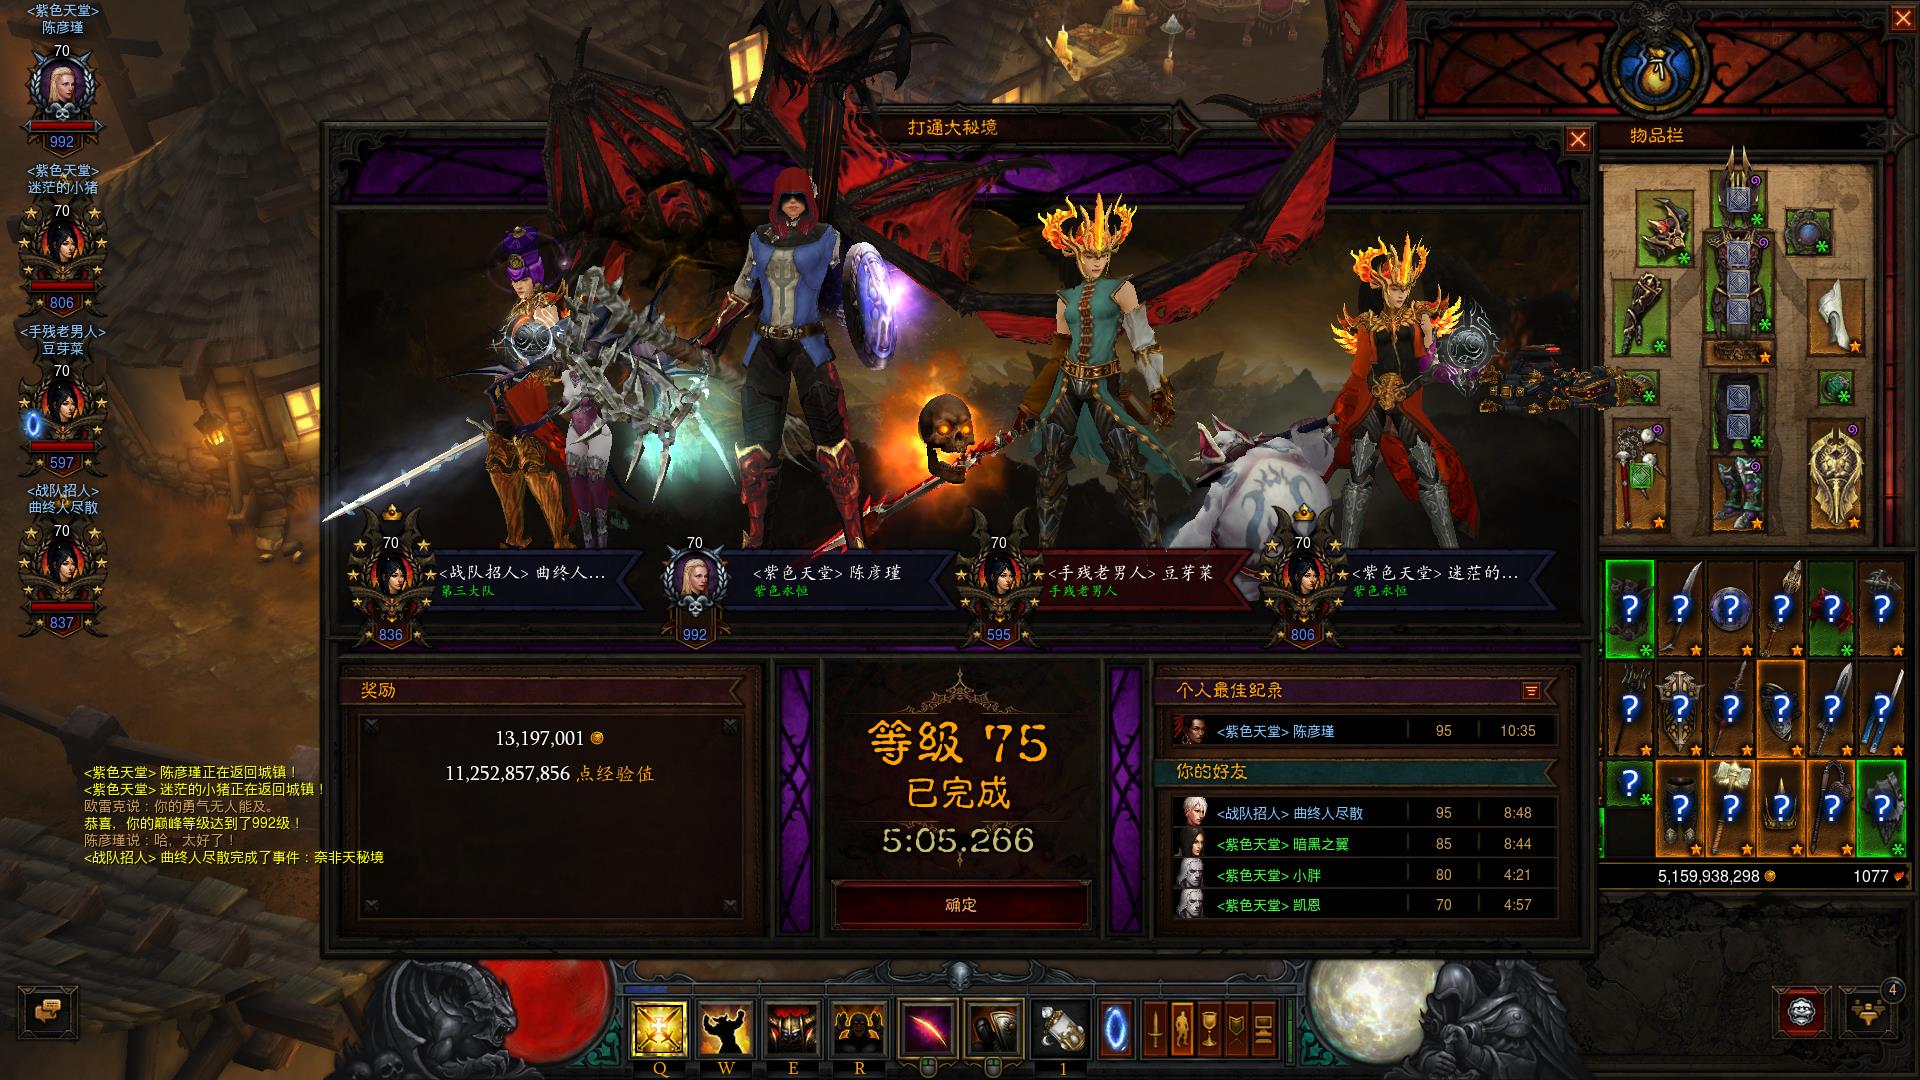 <紫色天堂>
陈彦瑾
70
992
<紫色天堂>
迷茫的小猪
70
806
<手残老男人>
豆芽菜
70
597
<战队招人>
曲终人尽散
70
837
打通大秘境
物品栏
70
<战队招人> 曲终人...
第三大队
836
70
<紫色天堂> 陈彦瑾
紫色永恒
992
70
<手残老男人> 豆芽菜
手残老男人
595
70
<紫色天堂> 迷茫的...
紫色永恒
806
奖励
13,197,001
11,252,857,856 点经验值
等级 75
已完成
5:05.266
确定
个人最佳纪录
<紫色天堂> 陈彦瑾 95 10:35
你的好友
<战队招人> 曲终人尽散 95 8:48
<紫色天堂> 暗黑之翼 85 8:44
<紫色天堂> 小胖 80 4:21
<紫色天堂> 凯恩 70 4:57
<紫色天堂> 陈彦瑾正在返回城镇！
<紫色天堂> 迷茫的小猪正在返回城镇！
欧雷克说：你的勇气无人能及。
恭喜，你的巅峰等级达到了992级！
陈彦瑾说：哈，太好了！
<战队招人> 曲终人尽散完成了事件：奈非天秘境
? ? ? ? ? ?
? ? ? ? ? ?
? ? ? ? ? ?
5,159,938,298
1077
4
Q W E R 1